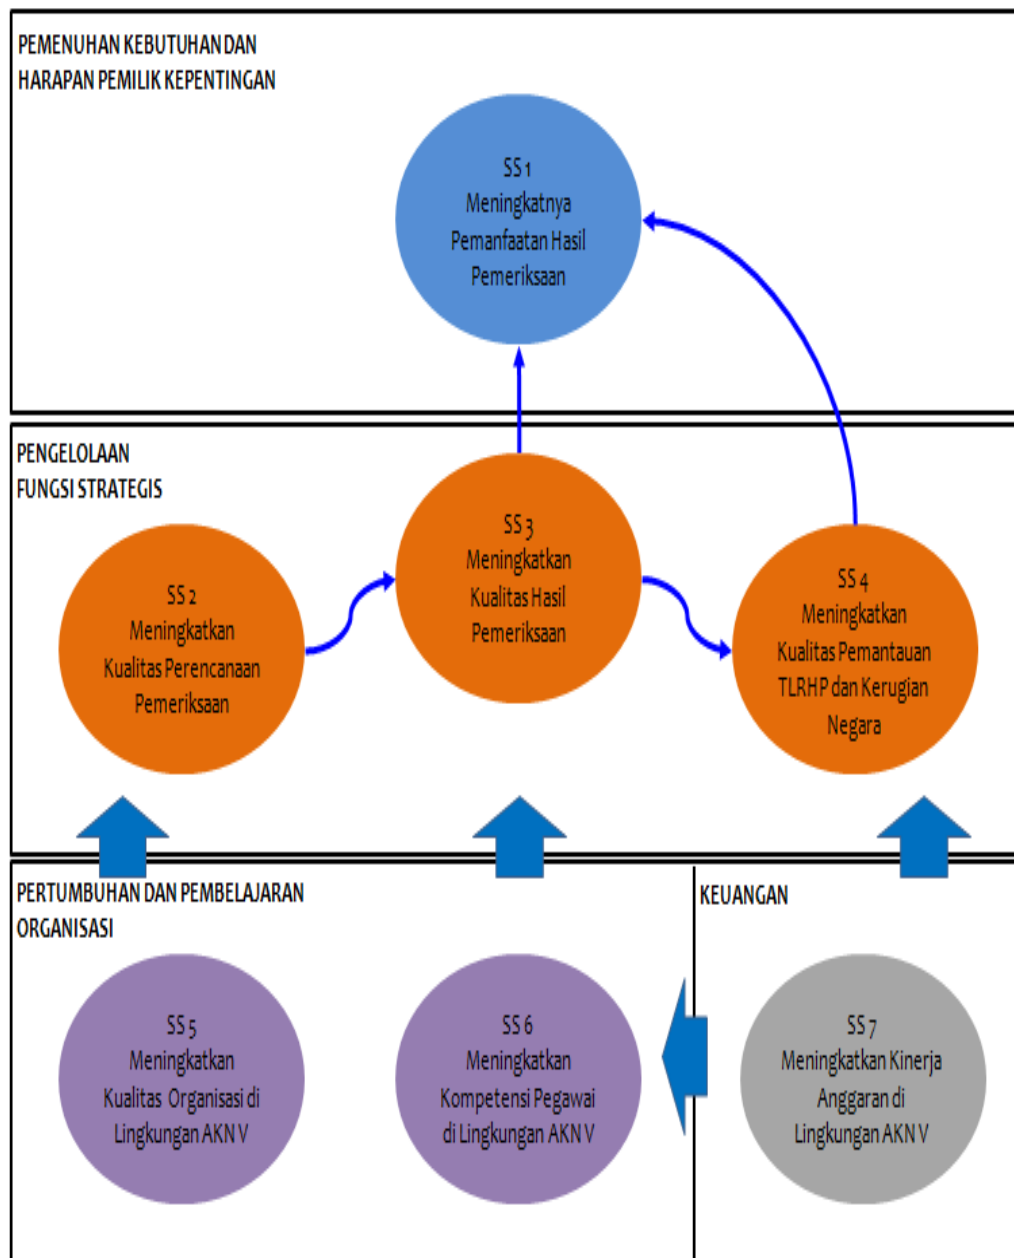 PEMENUHAN KEBUTUHAN DAN
HARAPAN PEMILIK KEPENTINGAN
SS 1
Meningkatnya
Pemanfaatan Hasil
Pemeriksaan
PENGELOLAAN
FUNGSI STRATEGIS
SS 2
Meningkatkan
Kualitas Perencanaan
Pemeriksaan
SS 3
Meningkatkan
Kualitas Hasil
Pemeriksaan
SS 4
Meningkatkan
Kualitas Pemantauan
TLRHP dan Kerugian
Negara
PERTUMBUHAN DAN PEMBELAJARAN
ORGANISASI
SS 5
Meningkatkan
Kualitas Organisasi di
Lingkungan AKN V
SS 6
Meningkatkan
Kompetensi Pegawai
di Lingkungan AKN V
KEUANGAN
SS 7
Meningkatkan Kinerja
Anggaran di
Lingkungan AKN V